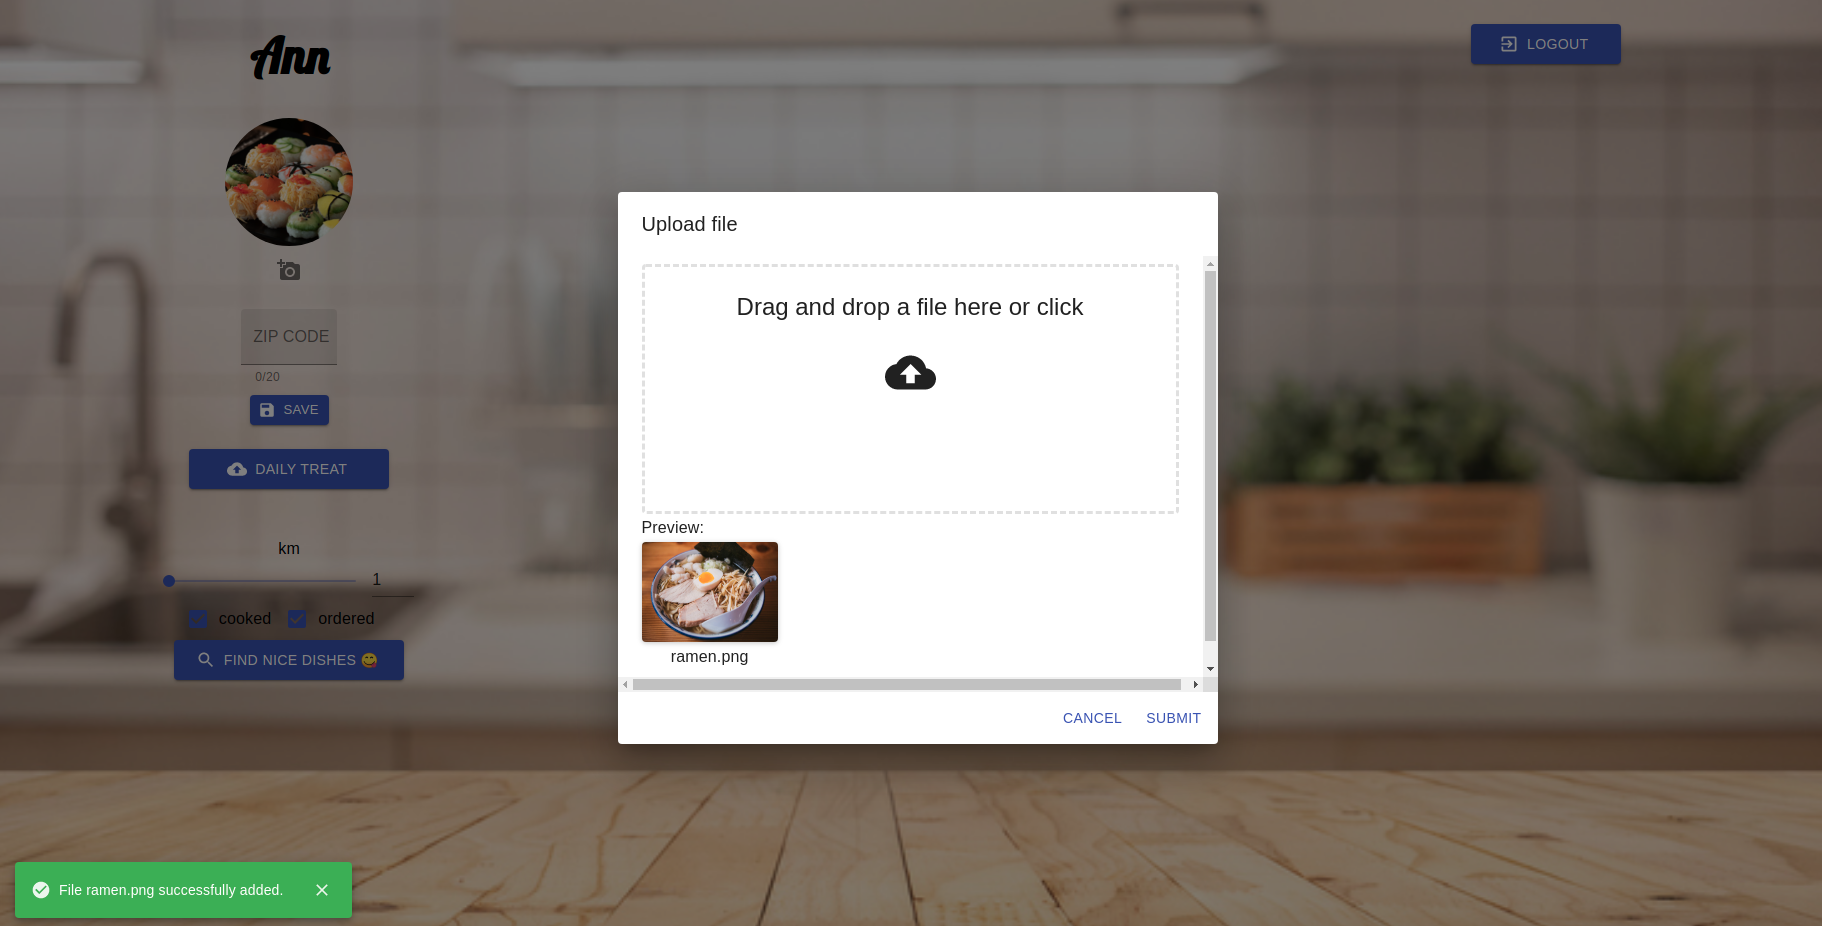 Ann
LOGOUT
ZIP CODE
0/20
SAVE
DAILY TREAT
km
1
cooked
ordered
FIND NICE DISHES 😋
Upload file
Drag and drop a file here or click
Preview:
ramen.png
CANCEL
SUBMIT
File ramen.png successfully added.